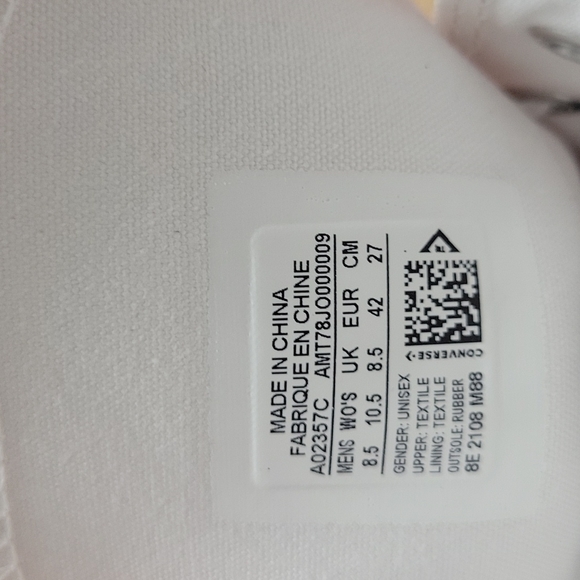 MADE IN CHINA
FABRIQUE EN CHINE
A02357C AMT78JO000009
MENS WO'S UK EUR CM
8.5 10.5 8.5 42 27
CONVERSE
GENDER: UNISEX
UPPER: TEXTILE
LINING: TEXTILE
OUTSOLE: RUBBER
8E 2108 M88